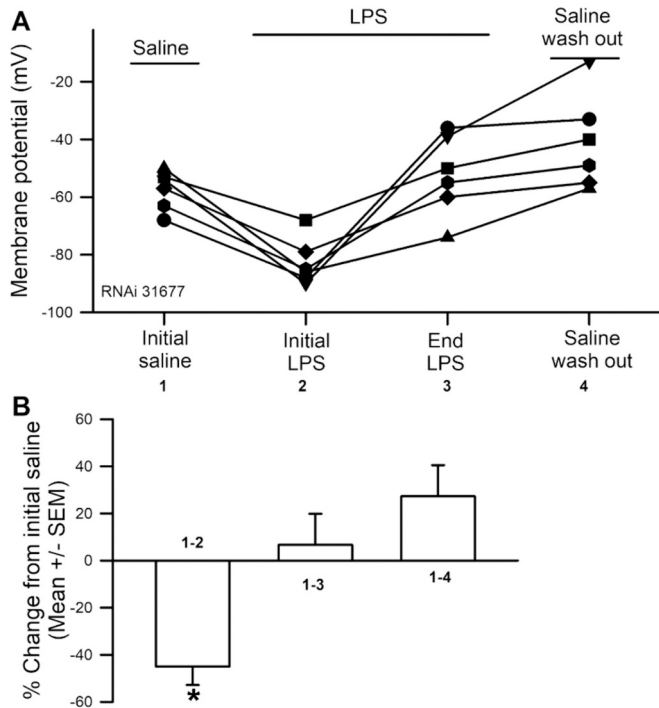 A
Saline
LPS
Saline
wash out
Membrane potential (mV)
-20
-40
-60
-80
-100
RNAi 31677
Initial
saline
1
Initial
LPS
2
End
LPS
3
Saline
wash out
4
B
% Change from initial saline
(Mean +/- SEM)
60
40
20
0
-20
-40
-60
1-2
1-3
1-4
*